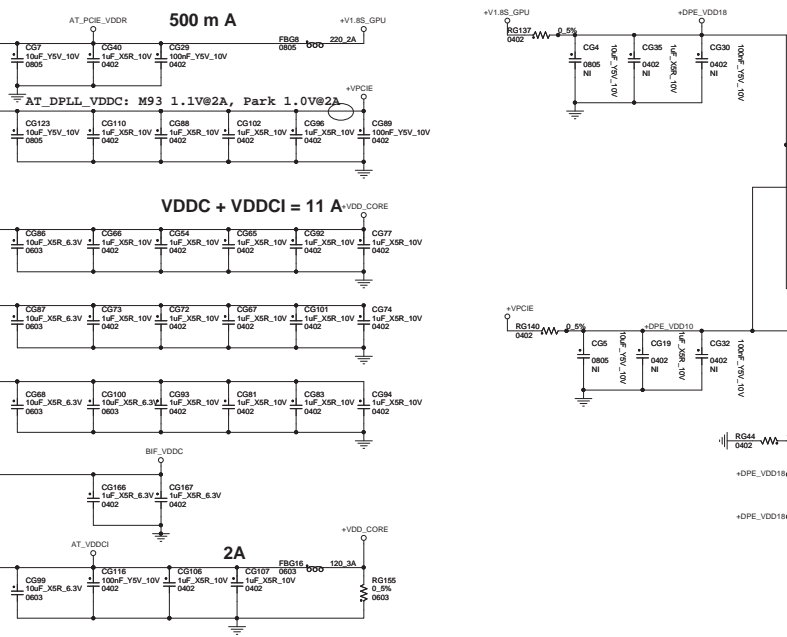 AT_PCIE_VDDR
500 m A
+V1.8S_GPU
FBG8
0805
220_2A
CG7
10uF_Y5V_10V
0805
CG40
1uF_X5R_10V
0402
CG29
100nF_Y5V_10V
0402
AT_DPLL_VDDC: M93 1.1V@2A, Park 1.0V@2A
+VPCIE
CG123
10uF_Y5V_10V
0805
CG110
1uF_X5R_10V
0402
CG88
1uF_X5R_10V
0402
CG102
1uF_X5R_10V
0402
CG96
1uF_X5R_10V
0402
CG89
100nF_Y5V_10V
0402
VDDC + VDDCI = 11 A
+VDD_CORE
CG86
10uF_X5R_6.3V
0603
CG66
1uF_X5R_10V
0402
CG54
1uF_X5R_10V
0402
CG65
1uF_X5R_10V
0402
CG92
1uF_X5R_10V
0402
CG77
1uF_X5R_10V
0402
CG87
10uF_X5R_6.3V
0603
CG73
1uF_X5R_10V
0402
CG72
1uF_X5R_10V
0402
CG67
1uF_X5R_10V
0402
CG101
1uF_X5R_10V
0402
CG74
1uF_X5R_10V
0402
CG68
10uF_X5R_6.3V
0603
CG100
10uF_X5R_6.3V
0603
CG93
1uF_X5R_10V
0402
CG81
1uF_X5R_10V
0402
CG83
1uF_X5R_10V
0402
CG94
1uF_X5R_10V
0402
BIF_VDDC
CG166
1uF_X5R_6.3V
0402
CG167
1uF_X5R_6.3V
0402
AT_VDDCI
2A
+VDD_CORE
FBG16
0603
120_3A
CG99
10uF_X5R_6.3V
0603
CG116
100nF_Y5V_10V
0402
CG106
1uF_X5R_10V
0402
CG107
1uF_X5R_10V
0402
RG155
0_5%
0603
+V1.8S_GPU
RG137
0402
0_5%
+DPE_VDD18
CG4
0805
NI
10uF_Y5V_10V
CG35
0402
NI
1uF_X5R_10V
CG30
0402
NI
100nF_Y5V_10V
+VPCIE
RG140
0402
0_5%
+DPE_VDD10
CG5
0805
NI
10uF_Y5V_10V
CG19
0402
NI
1uF_X5R_10V
CG32
0402
NI
100nF_Y5V_10V
RG44
0402
+DPE_VDD18
+DPE_VDD18